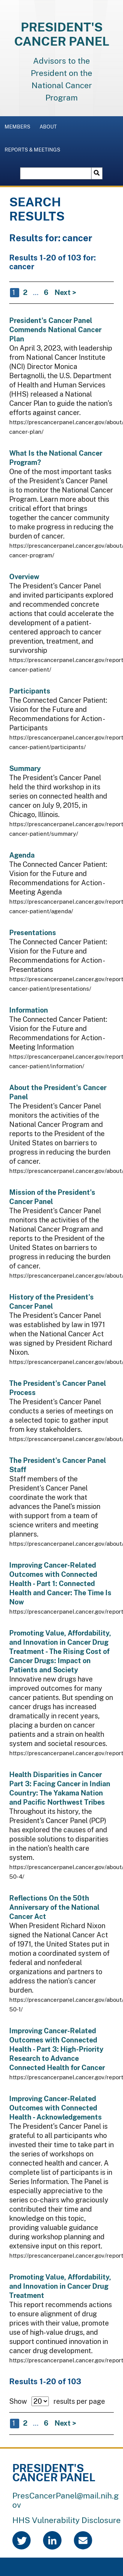 PRESIDENT'S
CANCER PANEL
Advisors to the
President on the
National Cancer
Program
MEMBERS ABOUT
REPORTS & MEETINGS
SEARCH
RESULTS
Results for: cancer
Results 1-20 of 103 for:
cancer
1 2 ... 6 Next >
President's Cancer Panel
Commends National Cancer
Plan
On April 3, 2023, with leadership
from National Cancer Institute
(NCI) Director Monica
Bertagnolli, the U.S. Department
of Health and Human Services
(HHS) released a National
Cancer Plan to guide the nation's
efforts against cancer.
https://prescancerpanel.cancer.gov/about/
cancer-plan/
What Is the National Cancer
Program?
One of the most important tasks
of the President's Cancer Panel
is to monitor the National Cancer
Program. Learn more about this
critical effort that brings
together the cancer community
make progress in reducing the
burden of cancer.
https://prescancerpanel.cancer.gov/about/
cancer-program/
Overview
The President's Cancer Panel
and participants explored
and recommended concrete
ways to could accelerate the
development of a patient-
centered approach to cancer
prevention, treatment, and
survivorship
https://prescancerpanel.cancer.gov/report
cancer-patient/
Participants
The Connected Cancer Patient:
Vision for the Future and
Recommendations for Action -
Participants
https://prescancerpanel.cancer.gov/report
cancer-patient/participants/
Summary
The President's Cancer Panel
held the third workshop in its
series on connected health and
cancer on July 9, 2015, in
Chicago, Illinois.
https://prescancerpanel.cancer.gov/report
cancer-patient/summary/
Agenda
The Connected Cancer Patient:
Vision for the Future and
Recommendations for Action -
Meeting Agenda
https://prescancerpanel.cancer.gov/report
cancer-patient/agenda/
Presentations
The Connected Cancer Patient:
Vision for the Future and
Recommendations for Action -
Presentations
https://prescancerpanel.cancer.gov/report
cancer-patient/presentations/
Information
The Connected Cancer Patient:
Vision for the Future and
Recommendations for Action -
Meeting Information
https://prescancerpanel.cancer.gov/report
cancer-patient/information/
About the President's Cancer
Panel
The President's Cancer Panel
monitors the activities of the
National Cancer Program and
reports to the President of the
United States on barriers to
progress in reducing the burden
of cancer.
https://prescancerpanel.cancer.gov/about/
Mission of the President's
Cancer Panel
The President's Cancer Panel
monitors the activities of the
National Cancer Program and
reports to the President of the
United States on barriers to
progress in reducing the burden
of cancer.
https://prescancerpanel.cancer.gov/about/
History of the President's
Cancer Panel
The President's Cancer Panel
was established by law in 1971
when the National Cancer Act
was signed by President Richard
Nixon.
https://prescancerpanel.cancer.gov/about/
The President's Cancer Panel
Process
The President's Cancer Panel
conducts a series of meetings on
a selected topic to gather input
from key stakeholders.
https://prescancerpanel.cancer.gov/about/
The President's Cancer Panel
Staff
Staff members of the
President's Cancer Panel
coordinate the work that
advances the Panel's mission
with support from a team of
science writers and meeting
planners.
https://prescancerpanel.cancer.gov/about/
Improving Cancer-Related
Outcomes with Connected
Health - Part 1: Connected
Health and Cancer: The Time Is
Now
https://prescancerpanel.cancer.gov/report
Promoting Value, Affordability,
and Innovation in Cancer Drug
Treatment - The Rising Cost of
Cancer Drugs: Impact on
Patients and Society
Innovative new drugs have
improved outcomes for many
cancer patients. But spending on
cancer drugs has risen
dramatically in recent years,
placing a burden on cancer
patients and their families, the
health system and society as a
whole.
https://prescancerpanel.cancer.gov/report
Health Disparities in Cancer
Part 3: Facing Cancer in Indian
Country: The Yakama Nation
and Pacific Northwest Tribes
Throughout its history, the
President's Cancer Panel (PCP)
has explored the causes of and
possible solutions to disparities
in the nation's health care
system.
https://prescancerpanel.cancer.gov/about/
50-4/
Reflections On the 50th
Anniversary of the National
Cancer Act
When President Richard Nixon
signed the National Cancer Act
of 1971, the United States put in
motion an effort to lead federal
and nonfederal
organizations and partners to
address the nation's cancer
burden.
https://prescancerpanel.cancer.gov/about/
50-1/
Improving Cancer-Related
Outcomes with Connected
Health - Part 3: High-Priority
Research to Advance
Connected Health for Cancer
https://prescancerpanel.cancer.gov/report
Improving Cancer-Related
Outcomes with Connected
Health - Acknowledgements
The President's Cancer Panel is
grateful to all participants who
invested their time to take part in
the series of workshops on
connected health and cancer. A
complete list of participants is in
Series Information. The Panel is
especially grateful to the
series co-chairs who graciously
contributed their time and
knowledge on this topic,
providing valuable guidance
during workshop planning and
extensive input on this report.
https://prescancerpanel.cancer.gov/report
Promoting Value, Affordability,
and Innovation in Cancer Drug
Treatment
This report recommends actions
to ensure alignment of drug
prices with their value, promote
use of high-value drugs, and
support continued innovation in
cancer drug development.
https://prescancerpanel.cancer.gov/report
Results 1-20 of 103
Show 20 results per page
1 2 ... 6 Next >
PRESIDENT'S
CANCER PANEL
PresCancerPanel@mail.nih.g
ov
HHS Vulnerability Disclosure